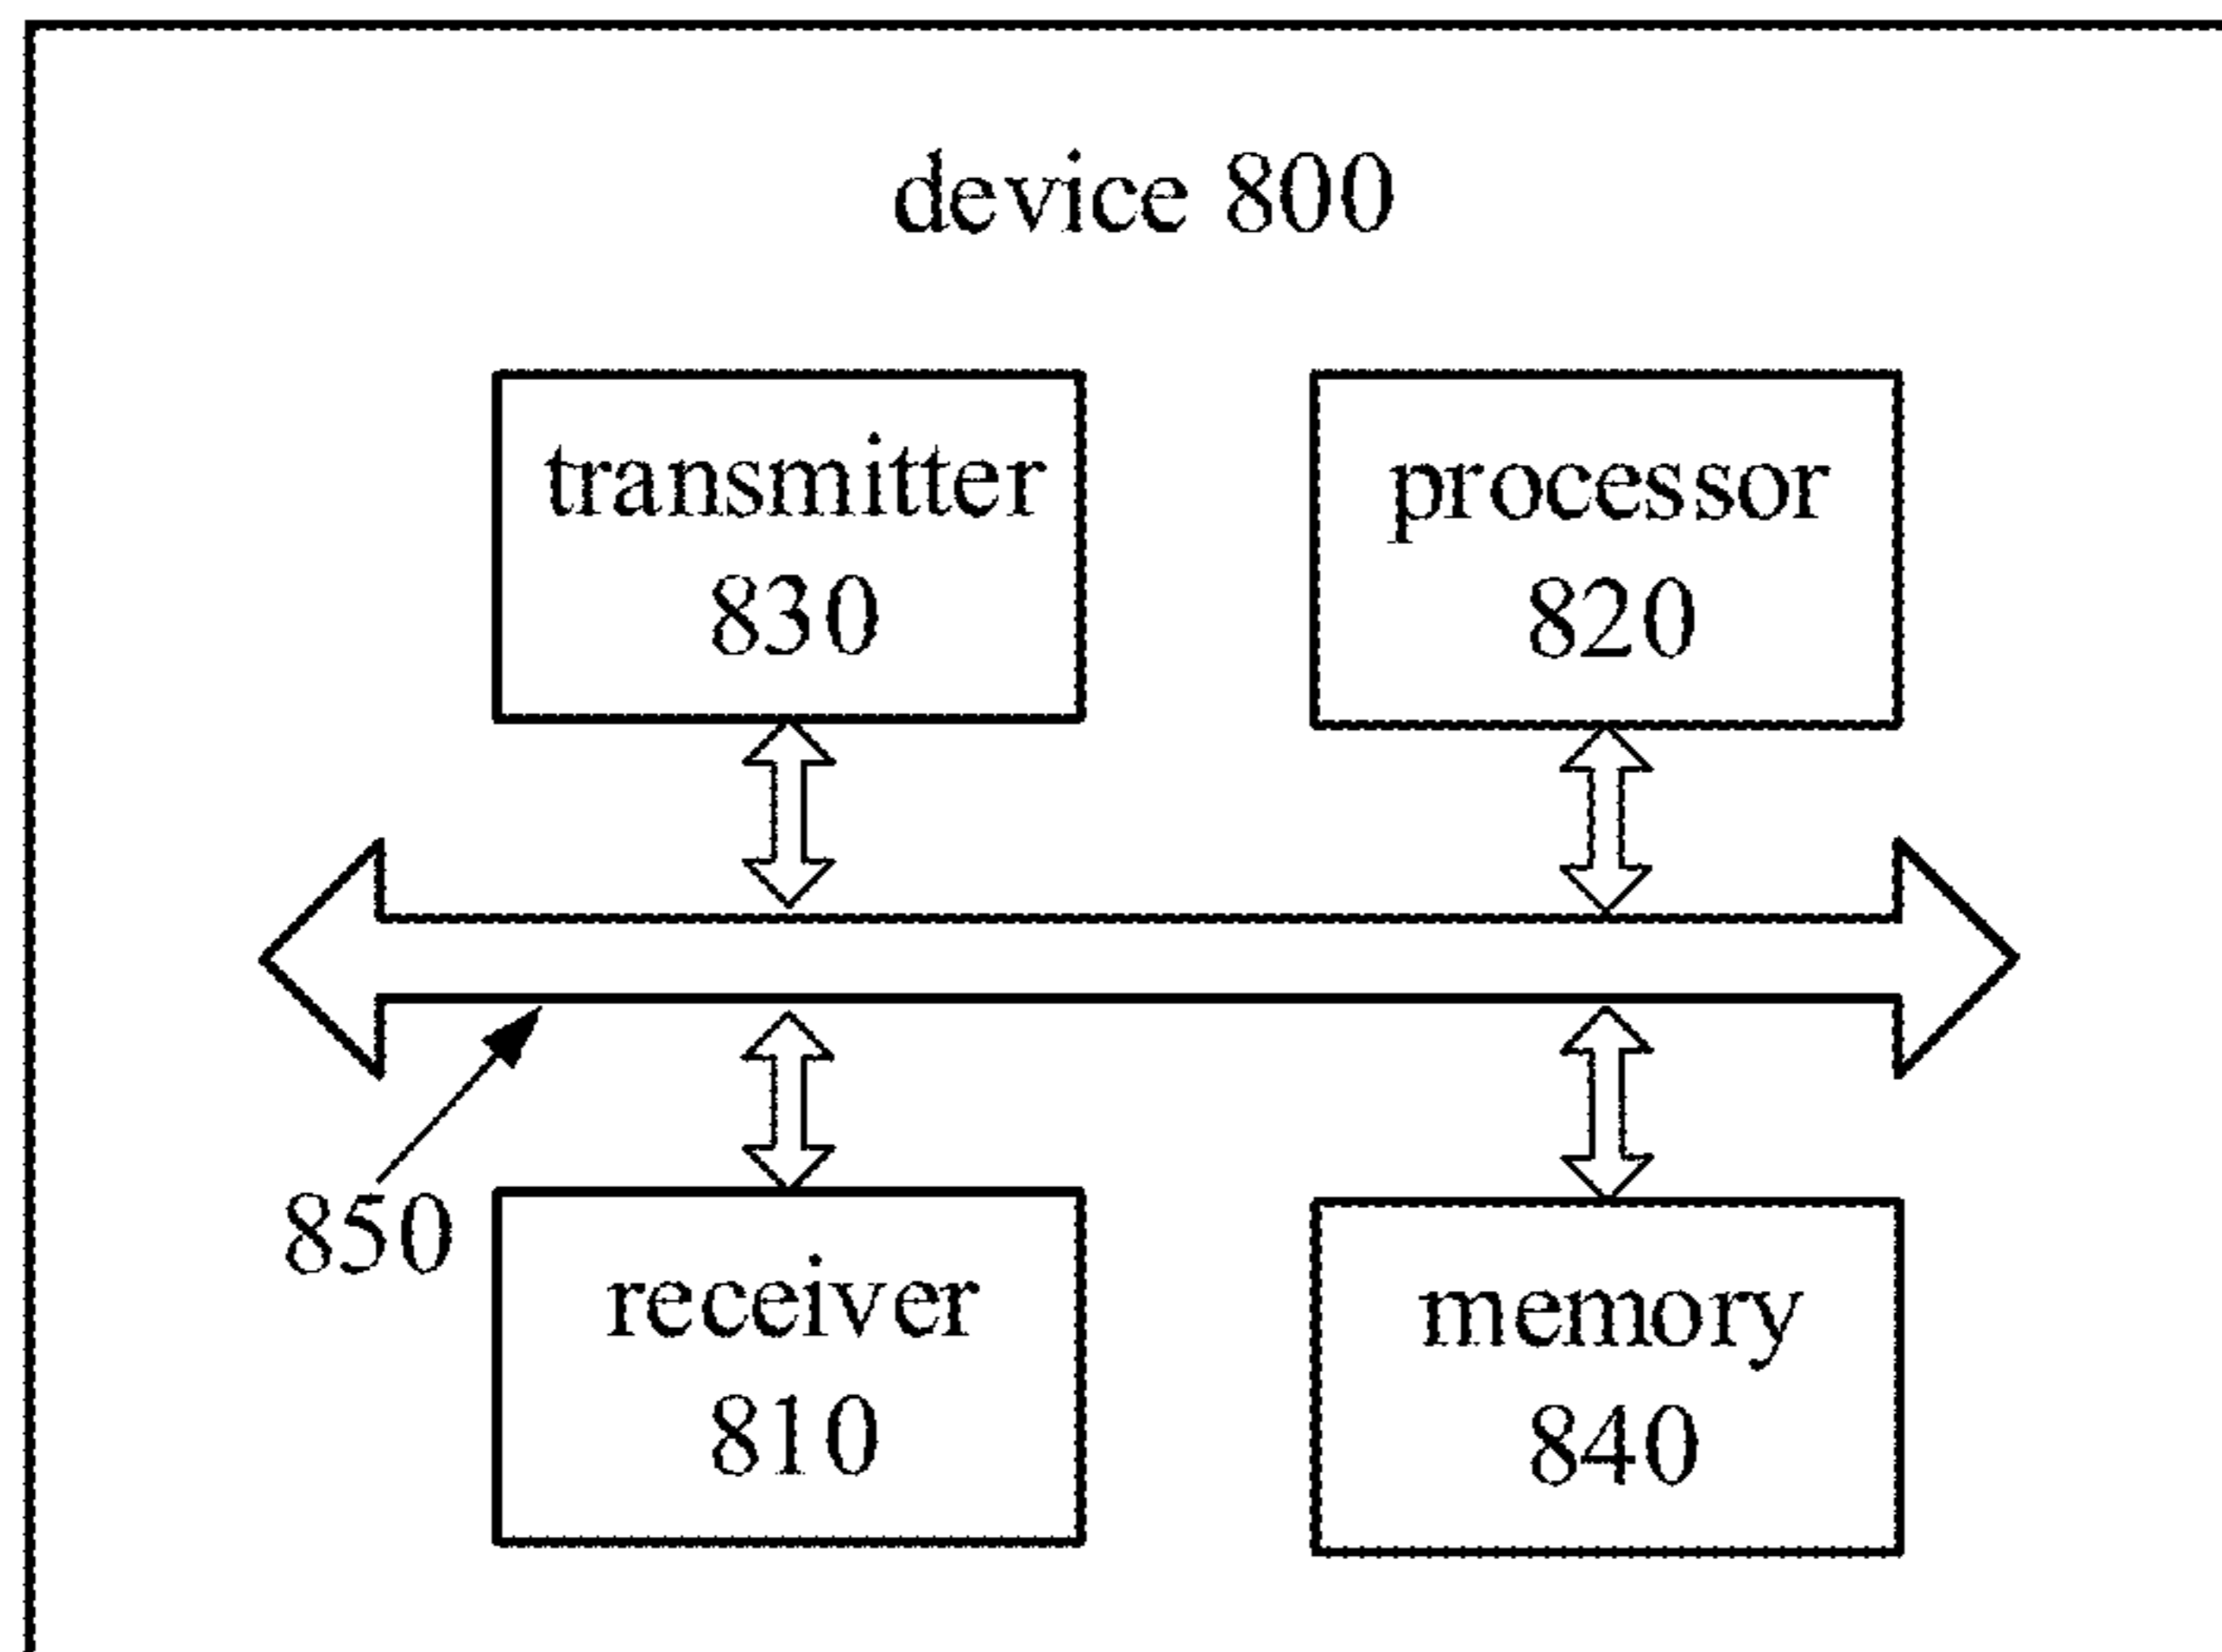 device 800
transmitter
830
processor
820
850
receiver
810
memory
840